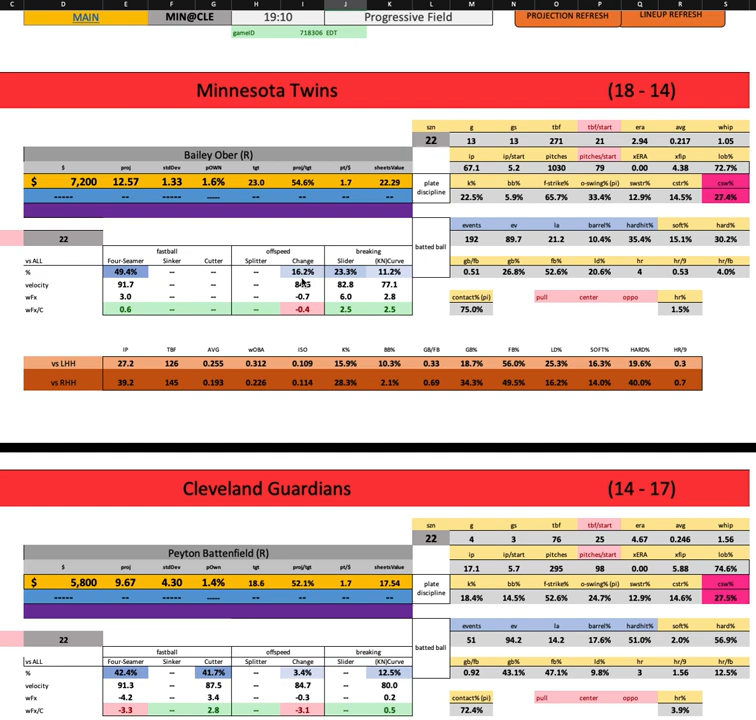 C D E F G H I J K L M N O P Q R S
MAIN MIN@CLE 19:10 Progressive Field PROJECTION REFRESH LINEUP REFRESH
gameID 718306 EDT
Minnesota Twins (18 - 14)
szn g gs tbf tbf/start era avg whip
22 13 13 271 21 2.94 0.217 1.05
Bailey Ober (R) ip ip/start pitches pitches/start xERA xfip lob%
$ proj stdDev pOWN tgt proj/tgt pt/$ sheetsValue 67.1 5.2 1030 79 0.00 4.38 72.7%
$ 7,200 12.57 1.33 1.6% 23.0 54.6% 1.7 22.29 plate discipline k% bb% f-strike% o-swing% (pi) swstr% cstr% csw%
----- -- -- ___ -- -- -- -- 22.5% 5.9% 65.7% 33.4% 12.9% 14.5% 27.4%
events ev la barrel% hardhit% soft% hard%
22 batted ball 192 89.7 21.2 10.4% 35.4% 15.1% 30.2%
fastball offspeed breaking
vs ALL Four-Seamer Sinker Cutter Splitter Change Slider (KN)Curve gb/fb gb% fb% ld% hr hr/9 hr/fb
% 49.4% -- -- -- 16.2% 23.3% 11.2% 0.51 26.8% 52.6% 20.6% 4 0.53 4.0%
velocity 91.7 -- -- -- 82.8 77.1
wFx 3.0 -- -- -- -0.7 6.0 2.8 contact% (pi) pull center oppo hr%
wFx/C 0.6 -- -- -- -0.4 2.5 2.5 75.0% 1.5%
IP TBF AVG wOBA ISO K% BB% GB/FB GB% FB% LD% SOFT% HARD% HR/9
vs LHH 27.2 126 0.255 0.312 0.109 15.9% 10.3% 0.33 18.7% 56.0% 25.3% 16.3% 19.6% 0.3
vs RHH 39.2 145 0.193 0.226 0.114 28.3% 2.1% 0.69 34.3% 49.5% 16.2% 14.0% 40.0% 0.7
Cleveland Guardians (14 - 17)
szn g gs tbf tbf/start era avg whip
22 4 3 76 25 4.67 0.246 1.56
Peyton Battenfield (R) ip ip/start pitches pitches/start xERA xfip lob%
$ proj stdDev pOwn tgt proj/tgt pt/$ sheetsValue 17.1 5.7 295 98 0.00 5.88 74.6%
$ 5,800 9.67 4.30 1.4% 18.6 52.1% 1.7 17.54 plate discipline k% bb% f-strike% o-swing% (pi) swstr% cstr% csw%
----- -- -- ___ -- -- -- -- 18.4% 14.5% 52.6% 24.7% 12.9% 14.6% 27.5%
events ev la barrel% hardhit% soft% hard%
22 batted ball 51 94.2 14.2 17.6% 51.0% 2.0% 56.9%
fastball offspeed breaking
vs ALL Four-Seamer Sinker Cutter Splitter Change Slider (KN)Curve gb/fb gb% fb% ld% hr hr/9 hr/fb
% 42.4% -- 41.7% -- 3.4% -- 12.5% 0.92 43.1% 47.1% 9.8% 3 1.56 12.5%
velocity 91.3 -- 87.5 -- 84.7 -- 80.0
wFx -4.2 -- 3.4 -- -0.3 -- 0.2 contact% (pi) pull center oppo hr%
wFx/C -3.3 -- 2.8 -- -3.1 -- 0.5 72.4% 3.9%